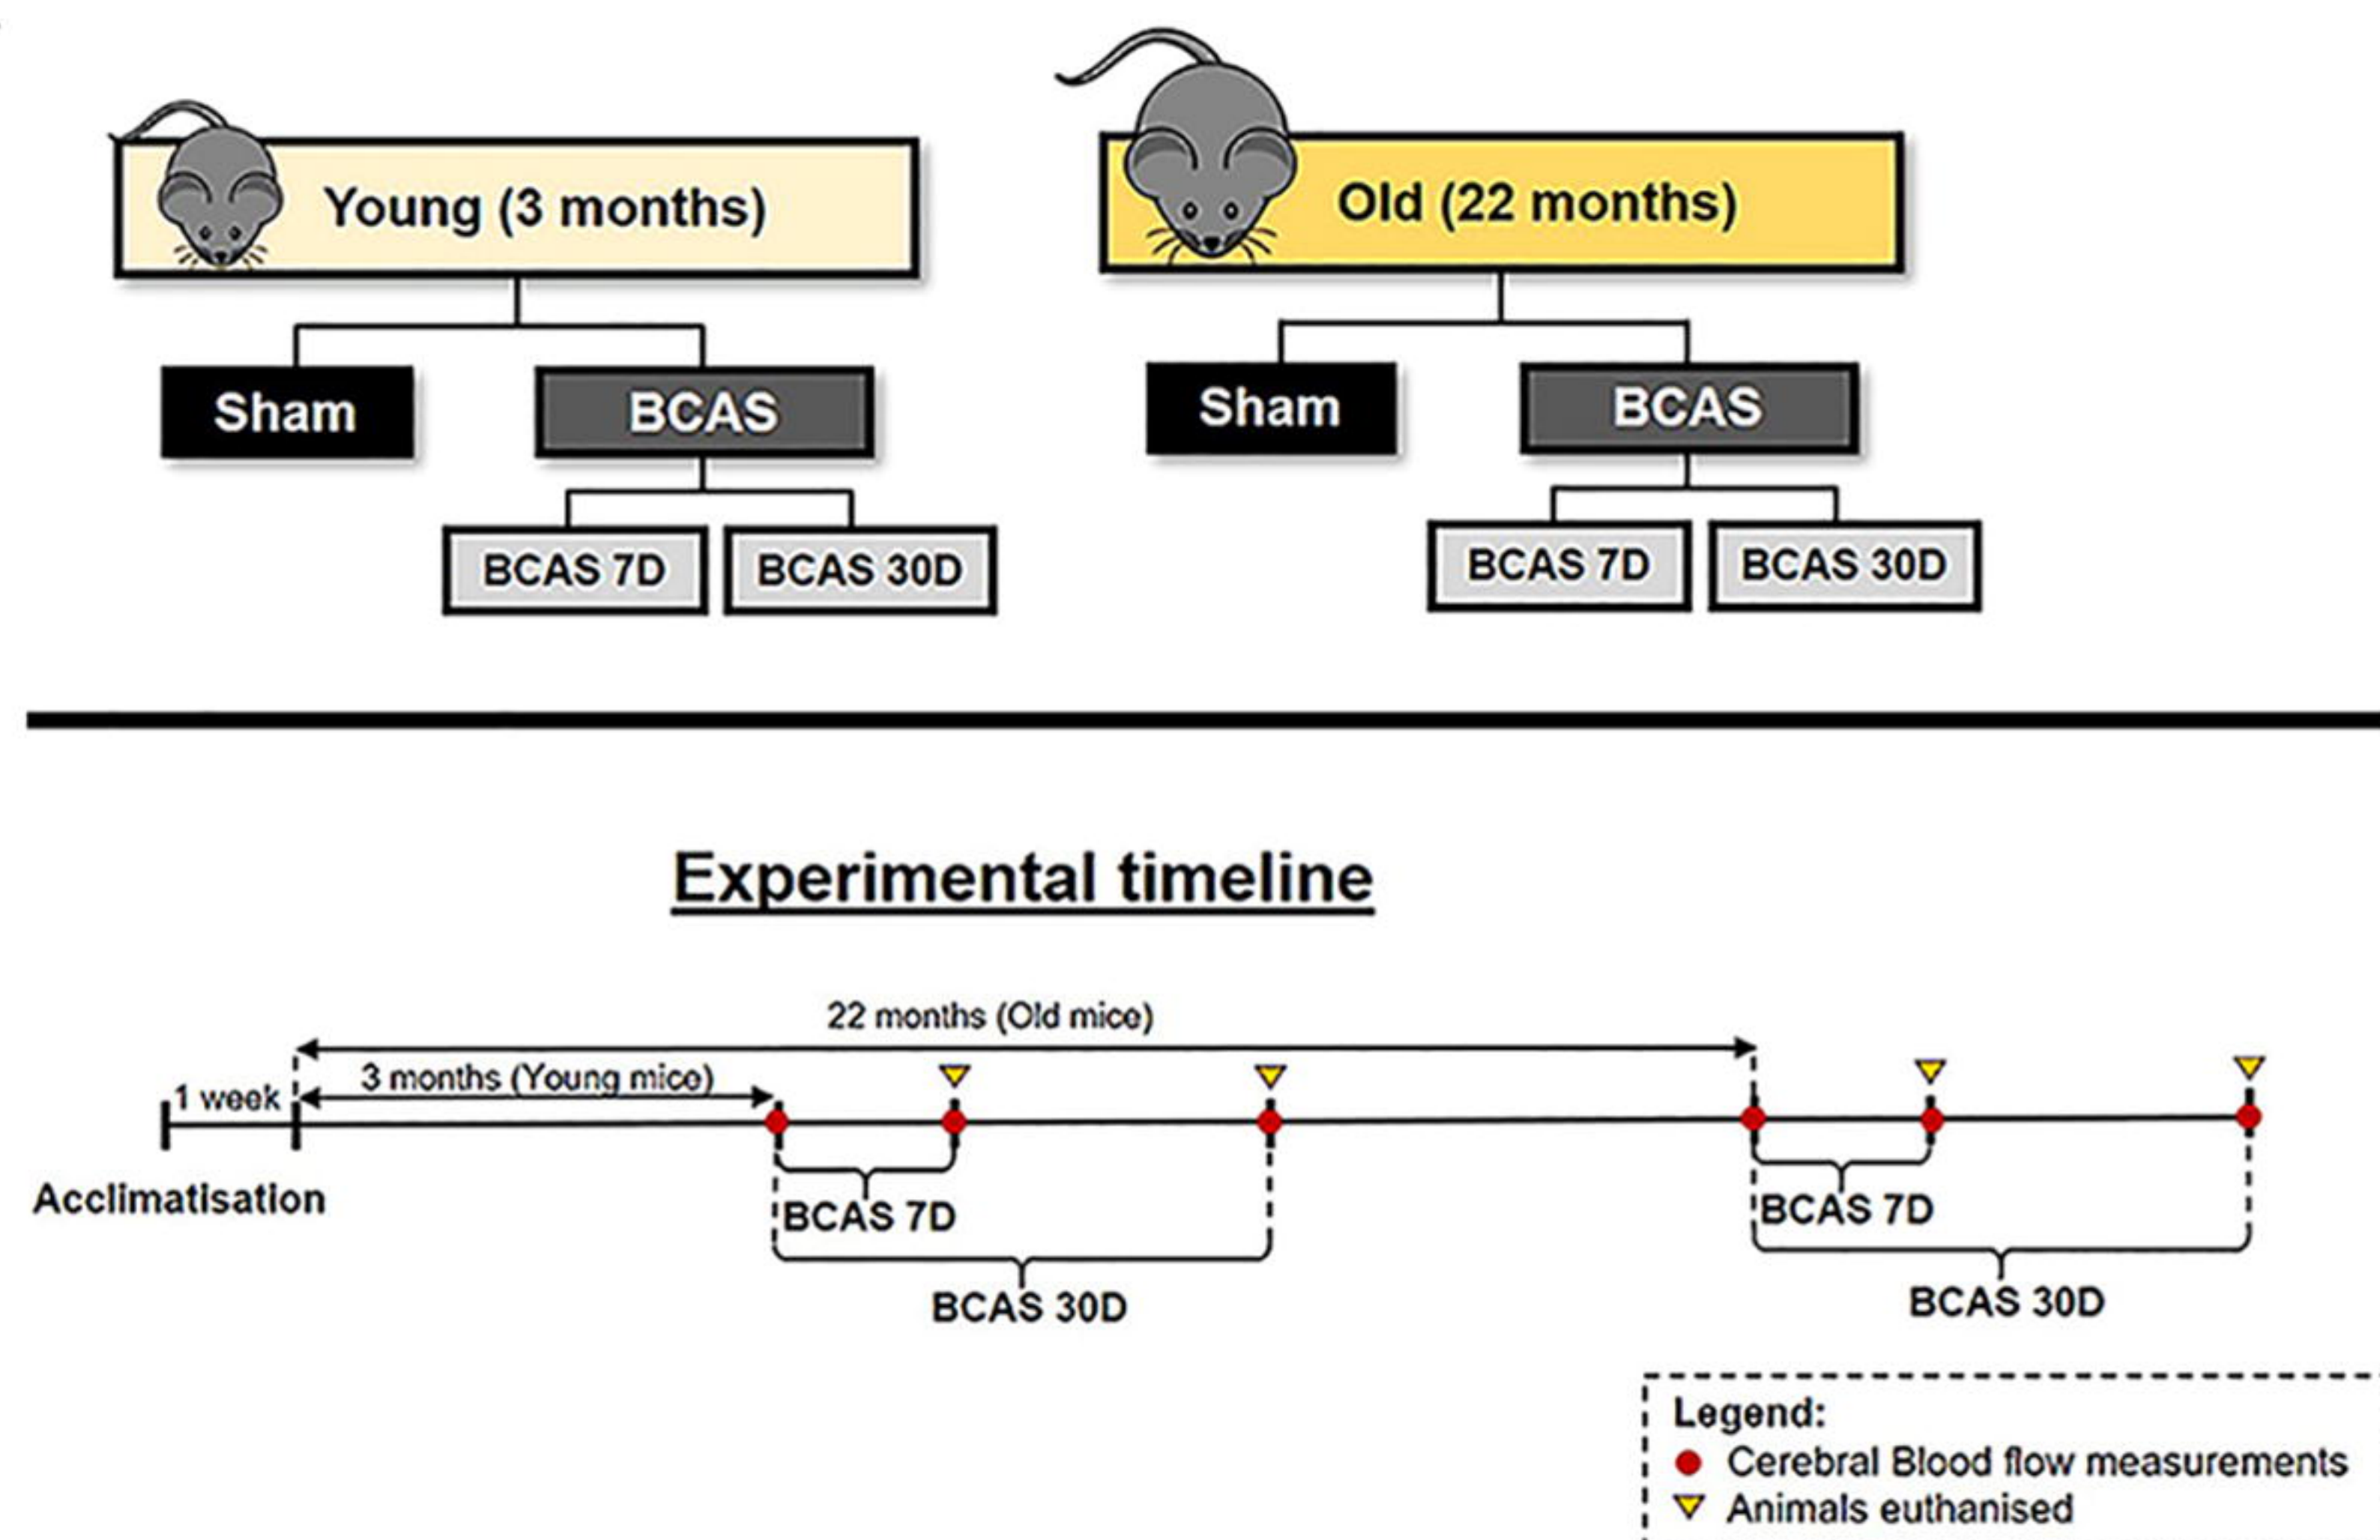 Young (3 months)
Old (22 months)
Sham
BCAS
Sham
BCAS
BCAS 7D
BCAS 30D
BCAS 7D
BCAS 30D
Experimental timeline
22 months (Old mice)
3 months (Young mice)
1 week
Acclimatisation
BCAS 7D
BCAS 7D
BCAS 30D
BCAS 30D
Legend:
Cerebral Blood flow measurements
Animals euthanised